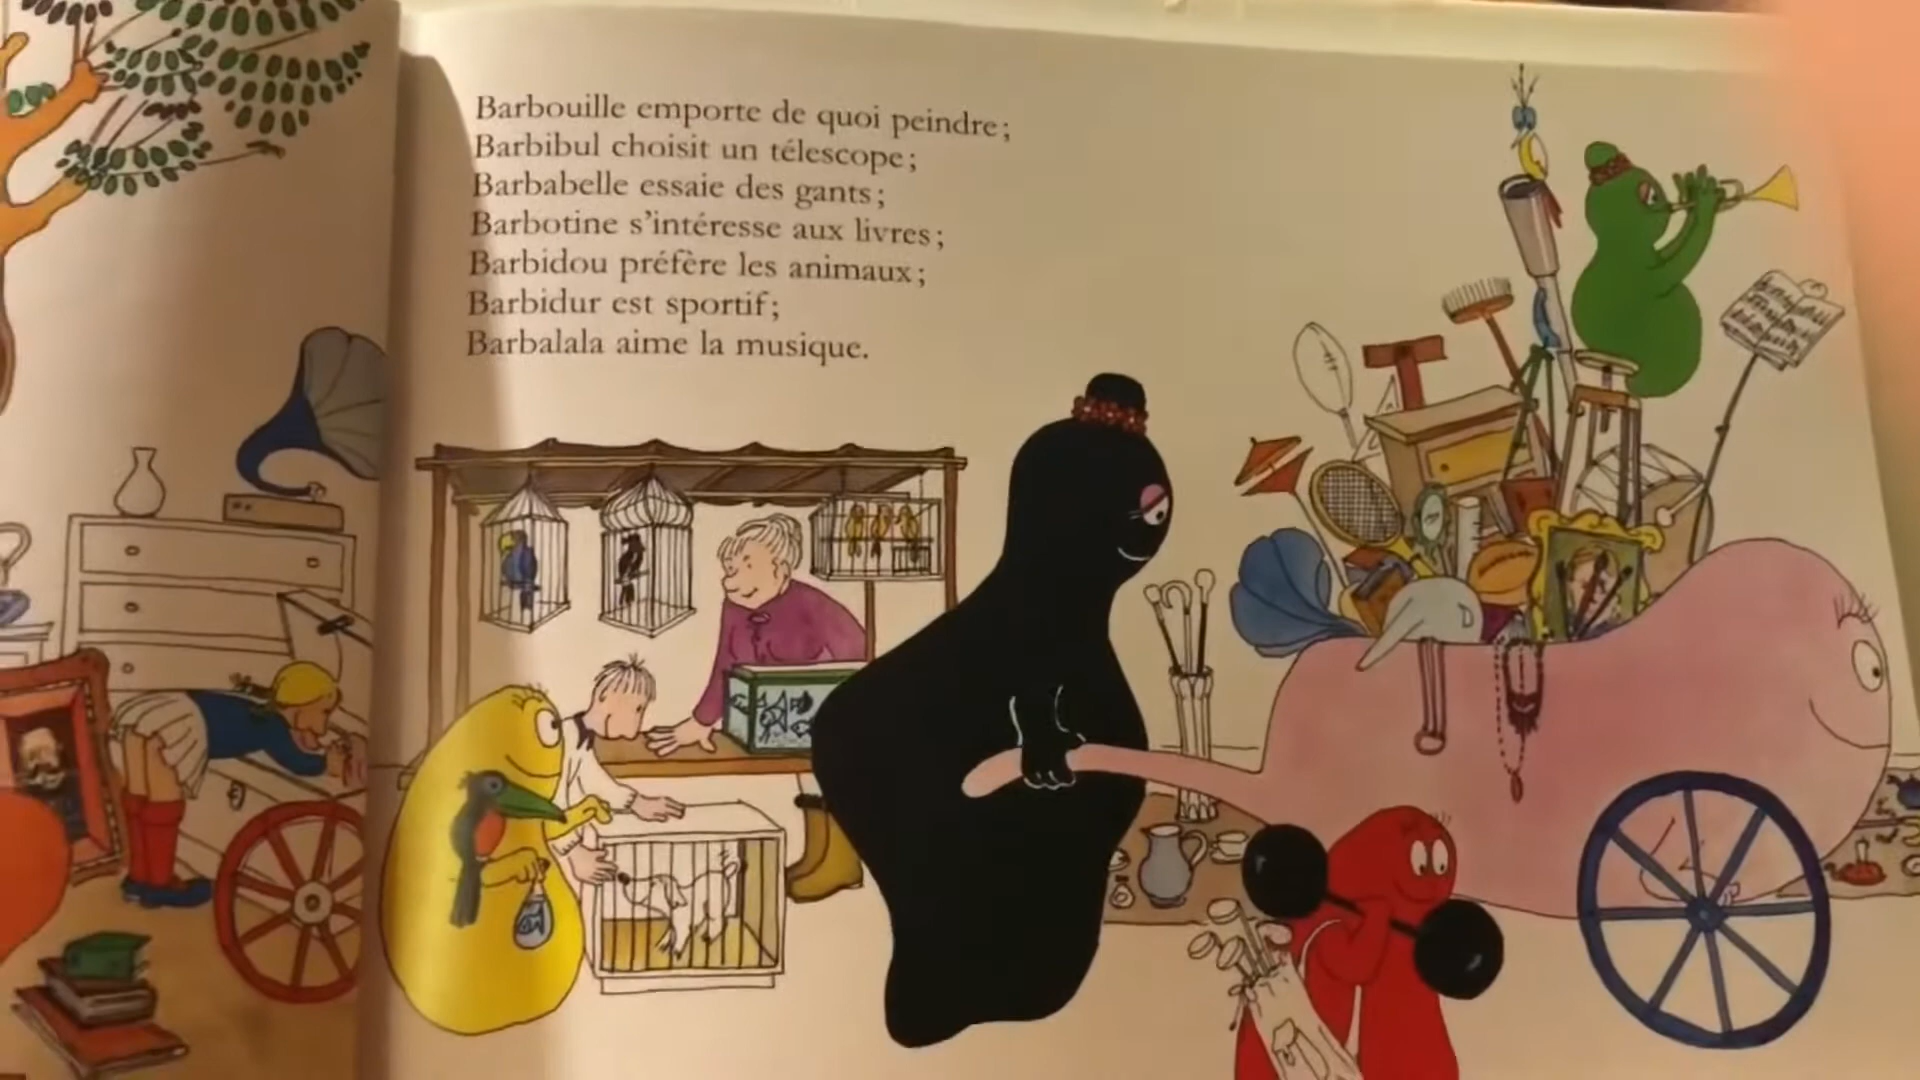 Barbouille emporte de quoi peindre;
Barbibul choisit un télescope;
Barbabelle essaie des gants;
Barbotine s'intéresse aux livres;
Barbidou préfère les animaux;
Barbidur est sportif;
Barbalala aime la musique.